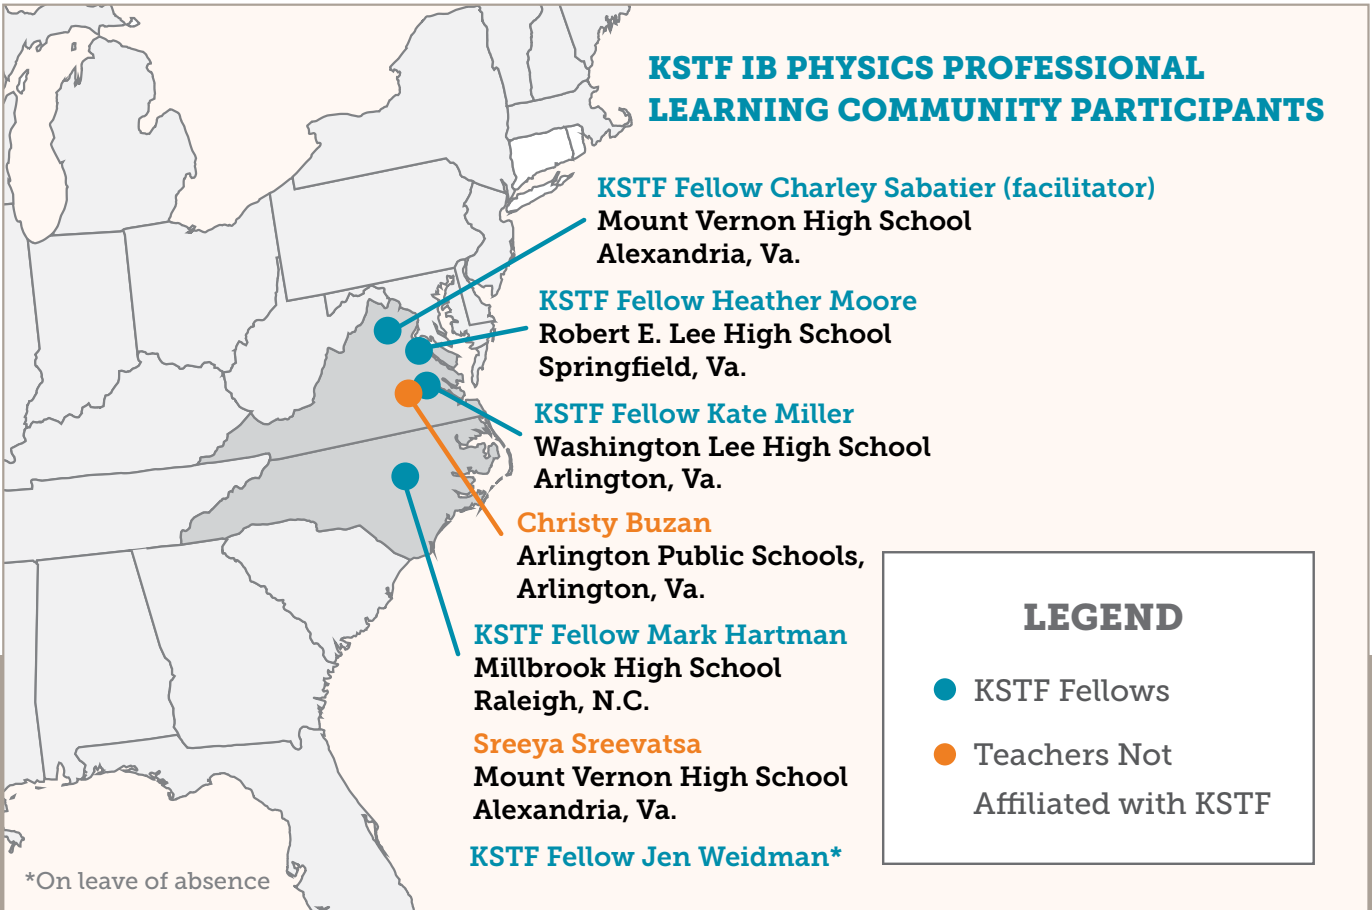 KSTF IB PHYSICS PROFESSIONAL
LEARNING COMMUNITY PARTICIPANTS
KSTF Fellow Charley Sabatier (facilitator)
Mount Vernon High School
Alexandria, Va.
KSTF Fellow Heather Moore
Robert E. Lee High School
Springfield, Va.
KSTF Fellow Kate Miller
Washington Lee High School
Arlington, Va.
Christy Buzan
Arlington Public Schools,
Arlington, Va.
KSTF Fellow Mark Hartman
Millbrook High School
Raleigh, N.C.
Sreeya Sreevatsa
Mount Vernon High School
Alexandria, Va.
KSTF Fellow Jen Weidman*
*On leave of absence
LEGEND
KSTF Fellows
Teachers Not
Affiliated with KSTF